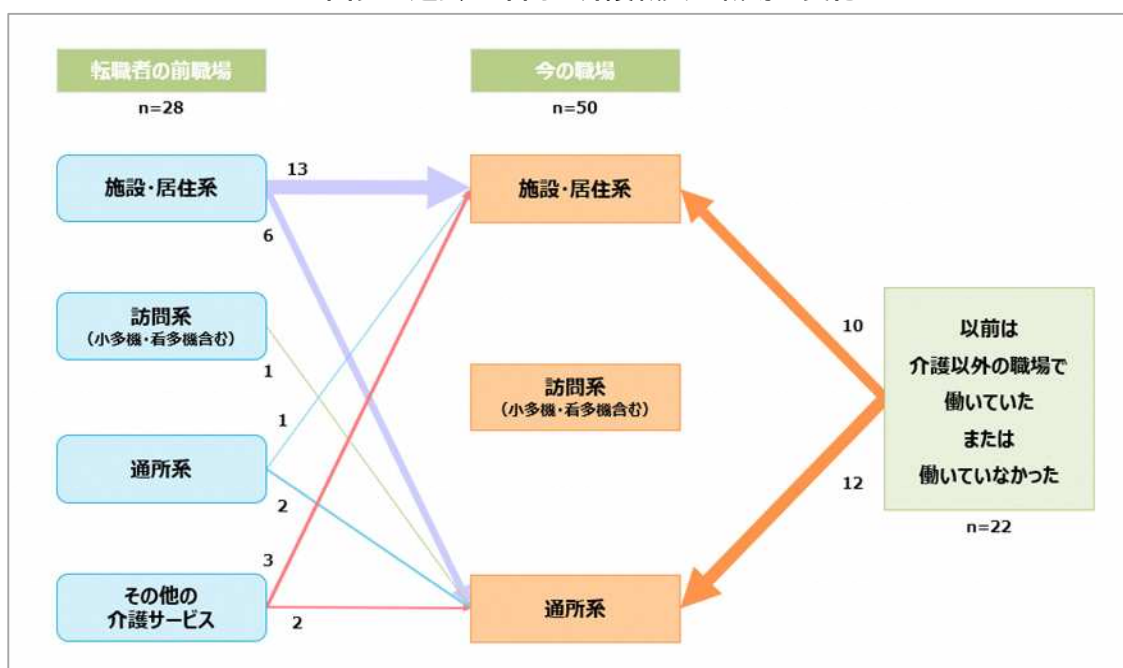 転職者の前職場
n=28
今の職場
n=50
施設・居住系
13
6
施設・居住系
訪問系
（小多機・看多機含む）
1
訪問系
（小多機・看多機含む）
通所系
1
2
その他の
介護サービス
3
2
通所系
10
12
以前は
介護以外の職場で
働いていた
または
働いていなかった
n=22